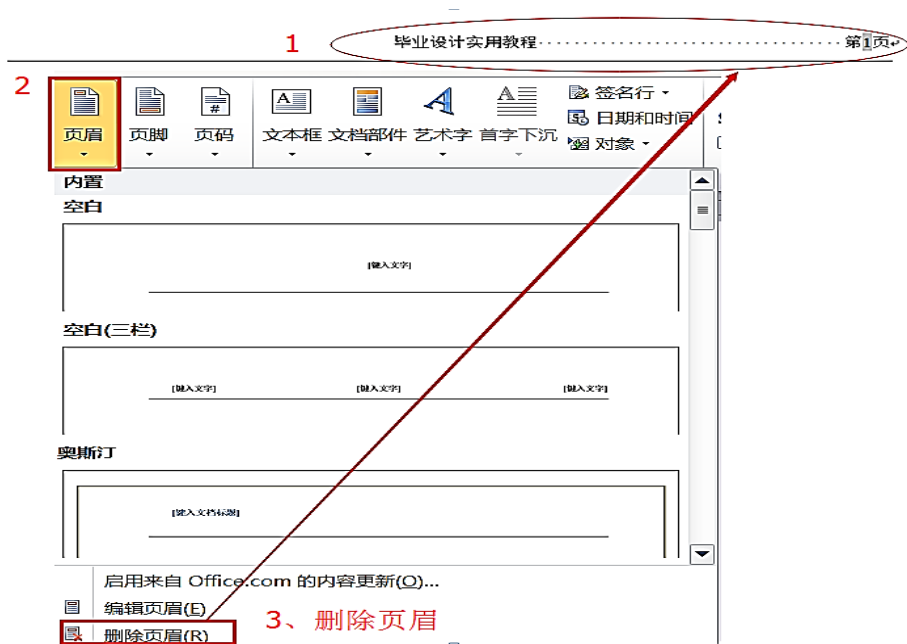 1 毕业设计实用教程································第1页
2
页眉 页脚 页码 文本框 文档部件 艺术字 首字下沉 签名行
日期和时间
对象
内置
空白
[键入文字]
空白(三栏)
[键入文字] [键入文字] [键入文字]
奥斯汀
[键入文档标题]
启用来自 Office.com 的内容更新(O)...
编辑页眉(E)
删除页眉(R)
3、删除页眉